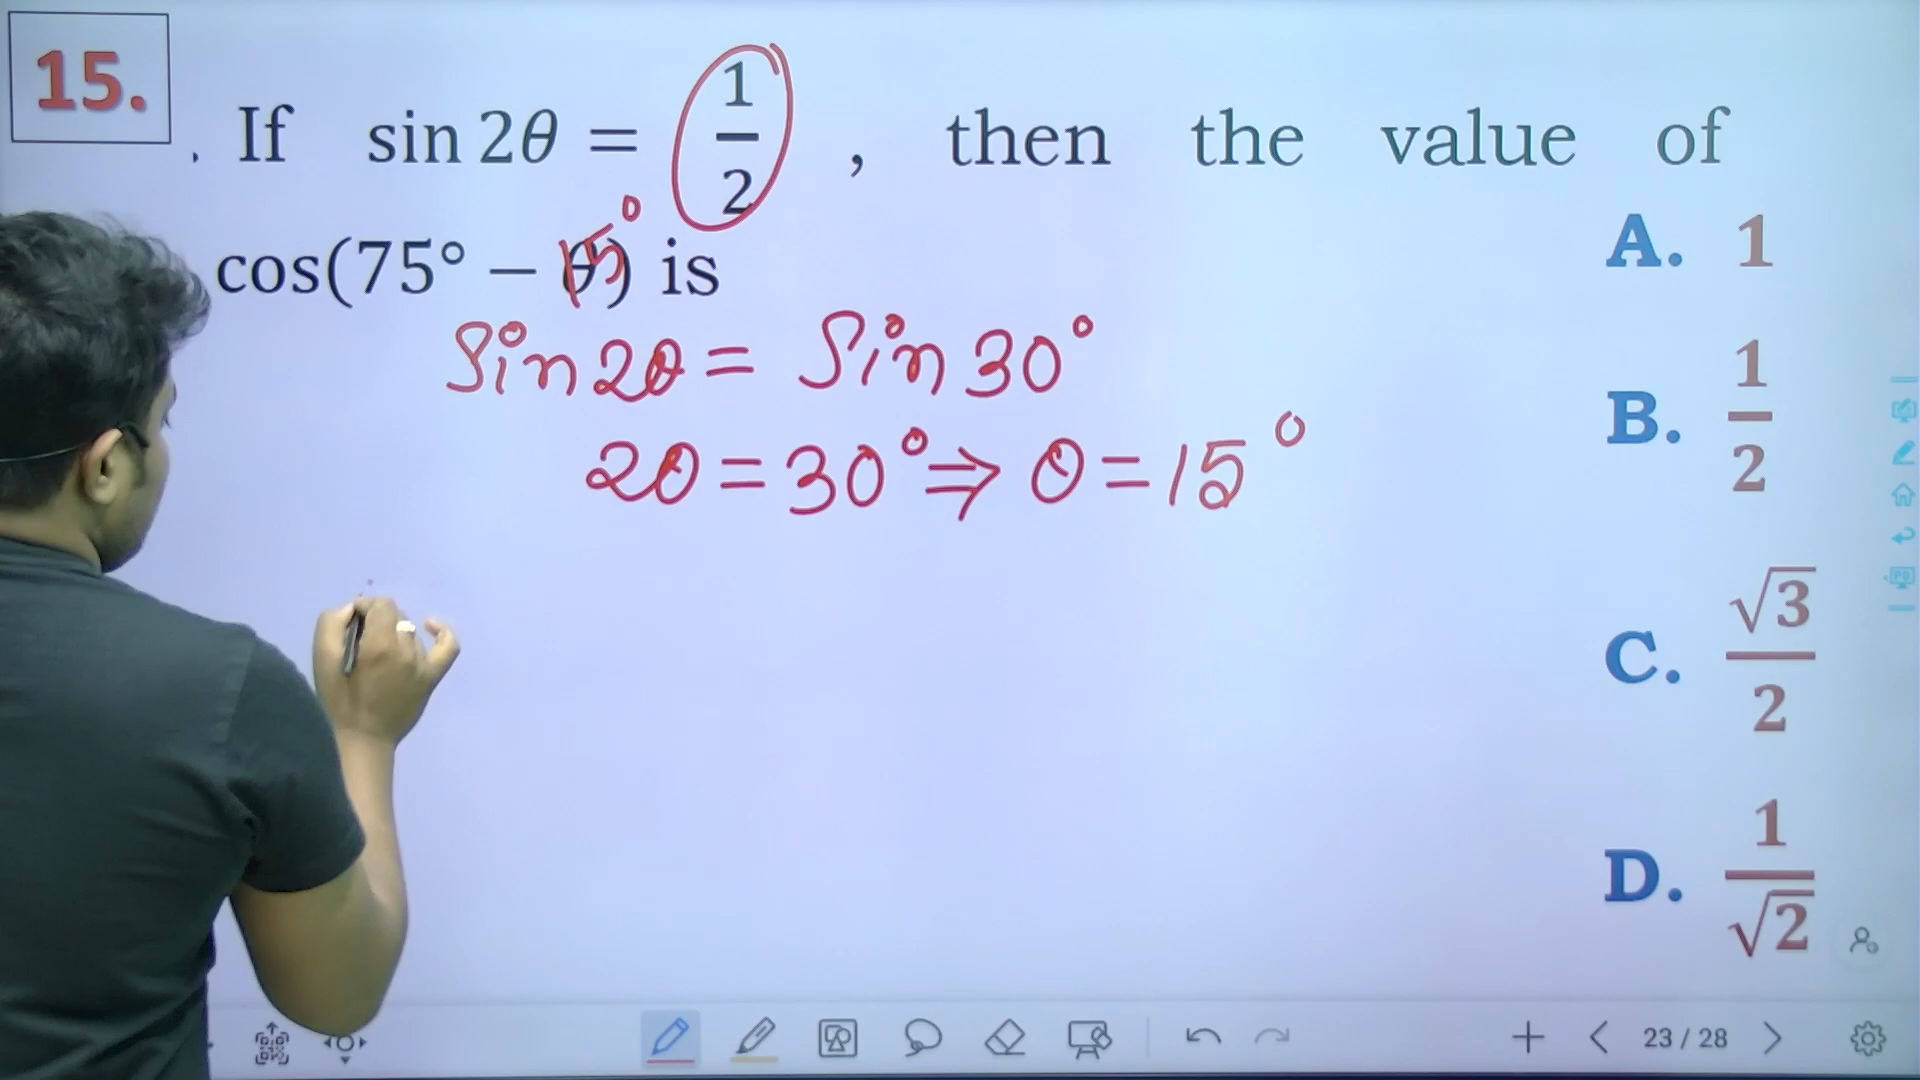 15.
. If sin 2θ = 1/2 , then the value of
cos(75° − θ) is
15°
Sin 2θ = Sin 30°
2θ = 30° ⇒ θ = 15°
A. 1
B. 1/2
C. √3/2
D. 1/√2
23 / 28